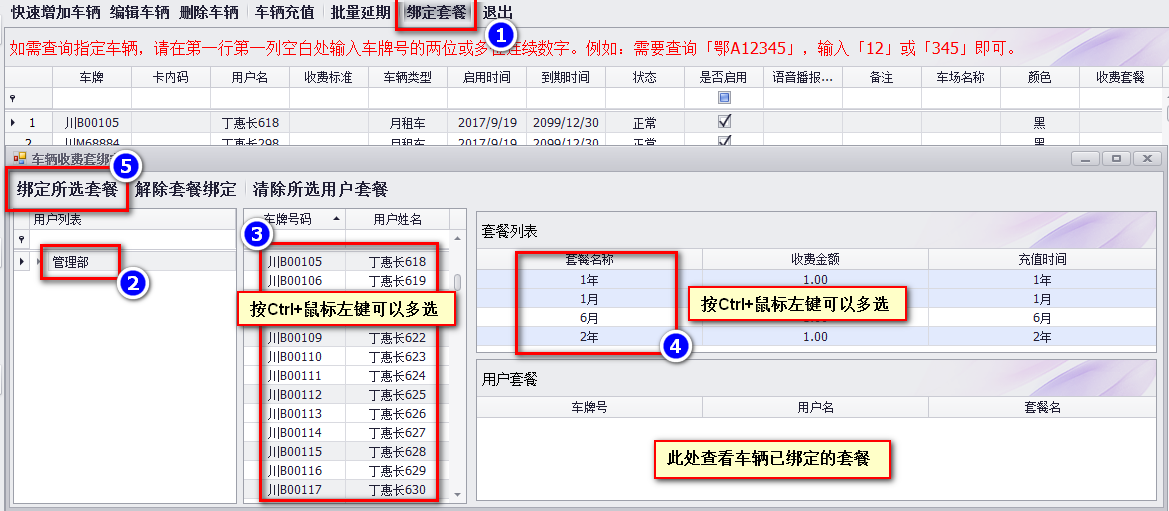 快速增加车辆 编辑车辆 删除车辆 车辆充值 批量延期 绑定套餐 退出
1
如需查询指定车辆，请在第一行第一列空白处输入车牌号的两位或多位连续数字。例如：需要查询「鄂A12345」，输入「12」或「345」即可。
车牌 卡内码 用户名 收费标准 车辆类型 启用时间 到期时间 状态 是否启用 语音播报... 备注 车场名称 颜色 收费套餐
1 川B00105 丁惠长618 月租车 2017/9/19 2099/12/30 正常 黑
2 川M68884 丁惠长298 月租车 2017/9/19 2099/12/30 正常 黑
车辆收费套绑
5
绑定所选套餐 解除套餐绑定 清除所选用户套餐
用户列表
管理部
2
3
车牌号码 用户姓名
川B00105 丁惠长618
川B00106 丁惠长619
按Ctrl+鼠标左键可以多选
川B00109 丁惠长622
川B00110 丁惠长623
川B00111 丁惠长624
川B00112 丁惠长625
川B00113 丁惠长626
川B00114 丁惠长627
川B00115 丁惠长628
川B00116 丁惠长629
川B00117 丁惠长630
套餐列表
套餐名称 收费金额 充值时间
1年 1.00 1年
1月 1月
6月 6月
2年 1.00 2年
按Ctrl+鼠标左键可以多选
4
用户套餐
车牌号 用户名 套餐名
此处查看车辆已绑定的套餐